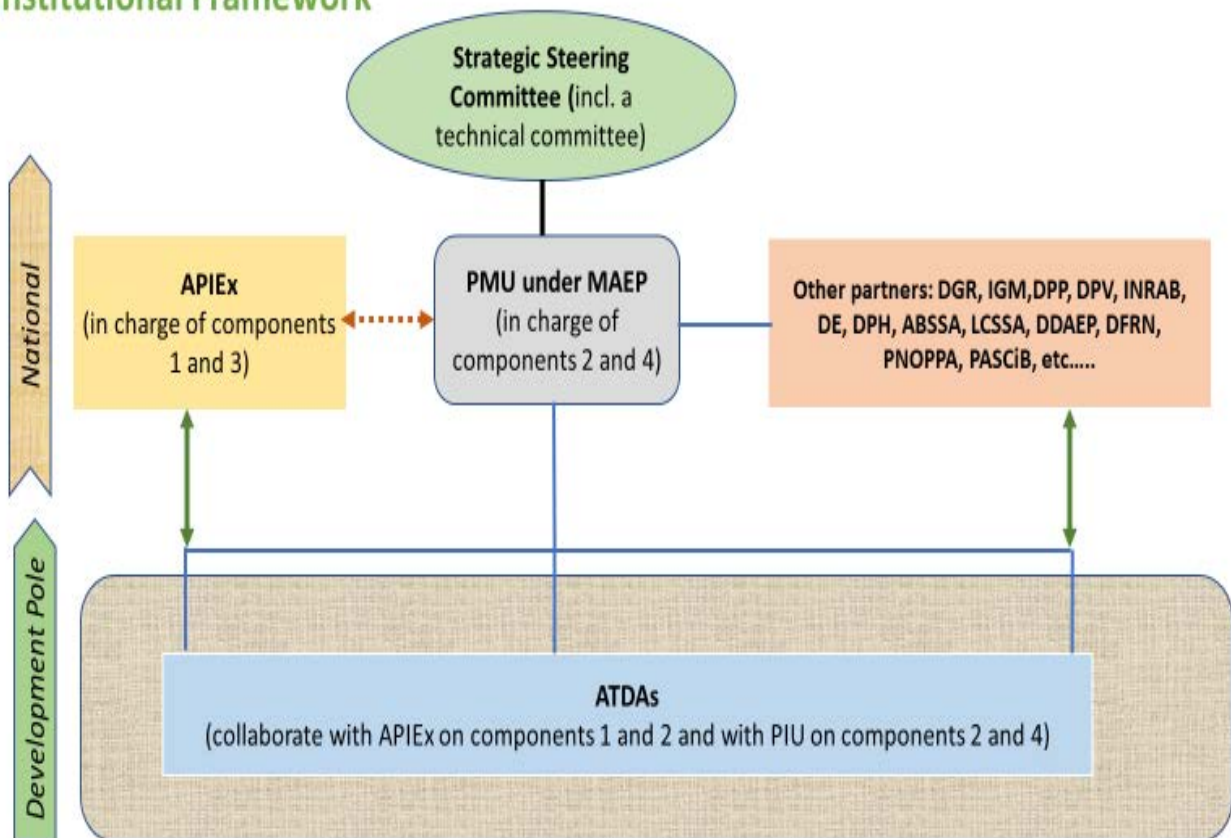 nstitutional Framework
Strategic Steering
Committee (incl. a
technical committee)
National
APIEx
(in charge of components
1 and 3)
PMU under MAEP
(in charge of
components 2 and 4)
Other partners: DGR, IGM,DPP, DPV, INRAB,
DE, DPH, ABSSA, LCSSA, DDAEP, DFRN,
PNOPPA, PASCiB, etc.....
Development Pole
ATDAs
(collaborate with APIEx on components 1 and 2 and with PIU on components 2 and 4)